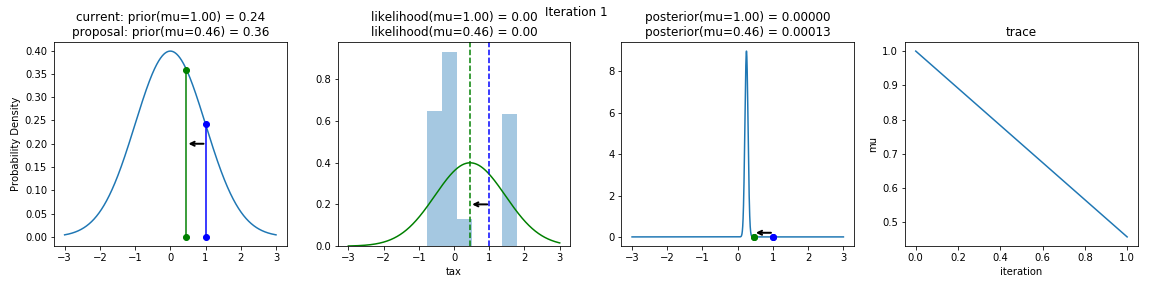 Iteration 1
current: prior(mu=1.00) = 0.24
proposal: prior(mu=0.46) = 0.36
Probability Density
0.40
0.35
0.30
0.25
0.20
0.15
0.10
0.05
0.00
−3 −2 −1 0 1 2 3
likelihood(mu=1.00) = 0.00
likelihood(mu=0.46) = 0.00
0.8
0.6
0.4
0.2
0.0
−3 −2 −1 0 1 2 3
tax
posterior(mu=1.00) = 0.00000
posterior(mu=0.46) = 0.00013
8
6
4
2
0
−3 −2 −1 0 1 2 3
trace
mu
1.0
0.9
0.8
0.7
0.6
0.5
0.0 0.2 0.4 0.6 0.8 1.0
iteration